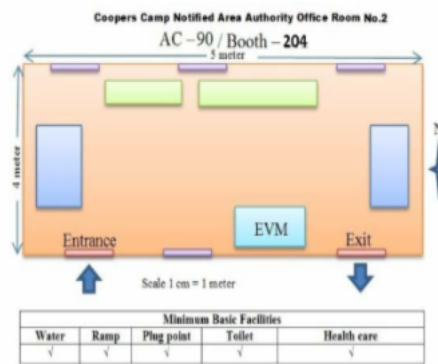 Coopers Camp Notified Area Authority Office Room No.2
AC -90 / Booth - 204
5 meter
4 meter
N
EVM
Entrance
Exit
Scale 1 cm = 1 meter
Minimum Basic Facilities
Water Ramp Plug point Toilet Health care
√ √ √ √ √